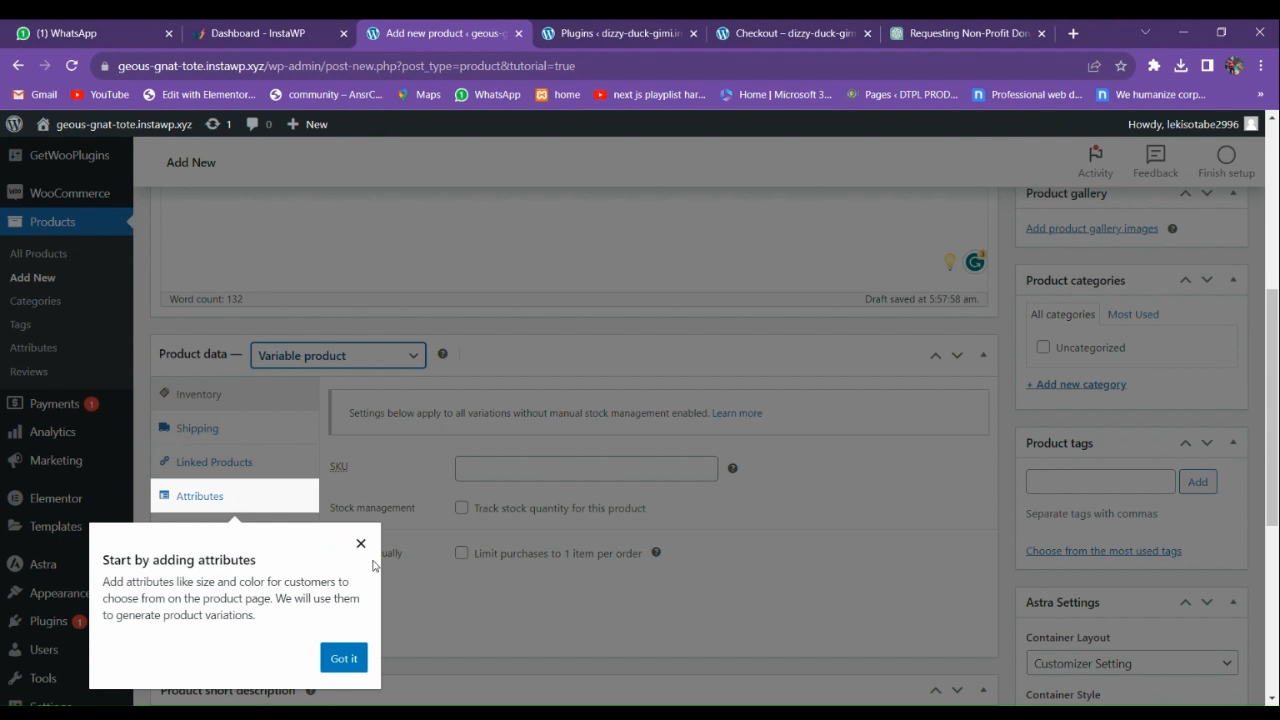 (1) WhatsApp
Dashboard - InstaWP
Add new product ‹ geous-g
Plugins ‹ dizzy-duck-gimi.in
Checkout – dizzy-duck-gim
Requesting Non-Profit Don
geous-gnat-tote.instawp.xyz/wp-admin/post-new.php?post_type=product&tutorial=true
Gmail
YouTube
Edit with Elementor...
community – AnsrC...
Maps
WhatsApp
home
next js playlist har...
Home | Microsoft 3...
Pages ‹ DTPL PROD...
Professional web d...
We humanize corp...
»
geous-gnat-tote.instawp.xyz
1
0
New
Howdy, lekisotabe2996
GetWooPlugins
WooCommerce
Products
All Products
Add New
Categories
Tags
Attributes
Reviews
Payments 1
Analytics
Marketing
Elementor
Templates
Astra
Appearance
Plugins 1
Users
Tools
Add New
Activity
Feedback
Finish setup
Word count: 132
Draft saved at 5:57:58 am.
Product data —
Variable product
Inventory
Shipping
Linked Products
Attributes
Settings below apply to all variations without manual stock management enabled. Learn more
SKU
Stock management
Track stock quantity for this product
ually
Limit purchases to 1 item per order
Start by adding attributes
Add attributes like size and color for customers to
choose from on the product page. We will use them
to generate product variations.
Got it
Product short description
Product gallery
Add product gallery images
Product categories
All categories
Most Used
Uncategorized
+ Add new category
Product tags
Add
Separate tags with commas
Choose from the most used tags
Astra Settings
Container Layout
Customizer Setting
Container Style